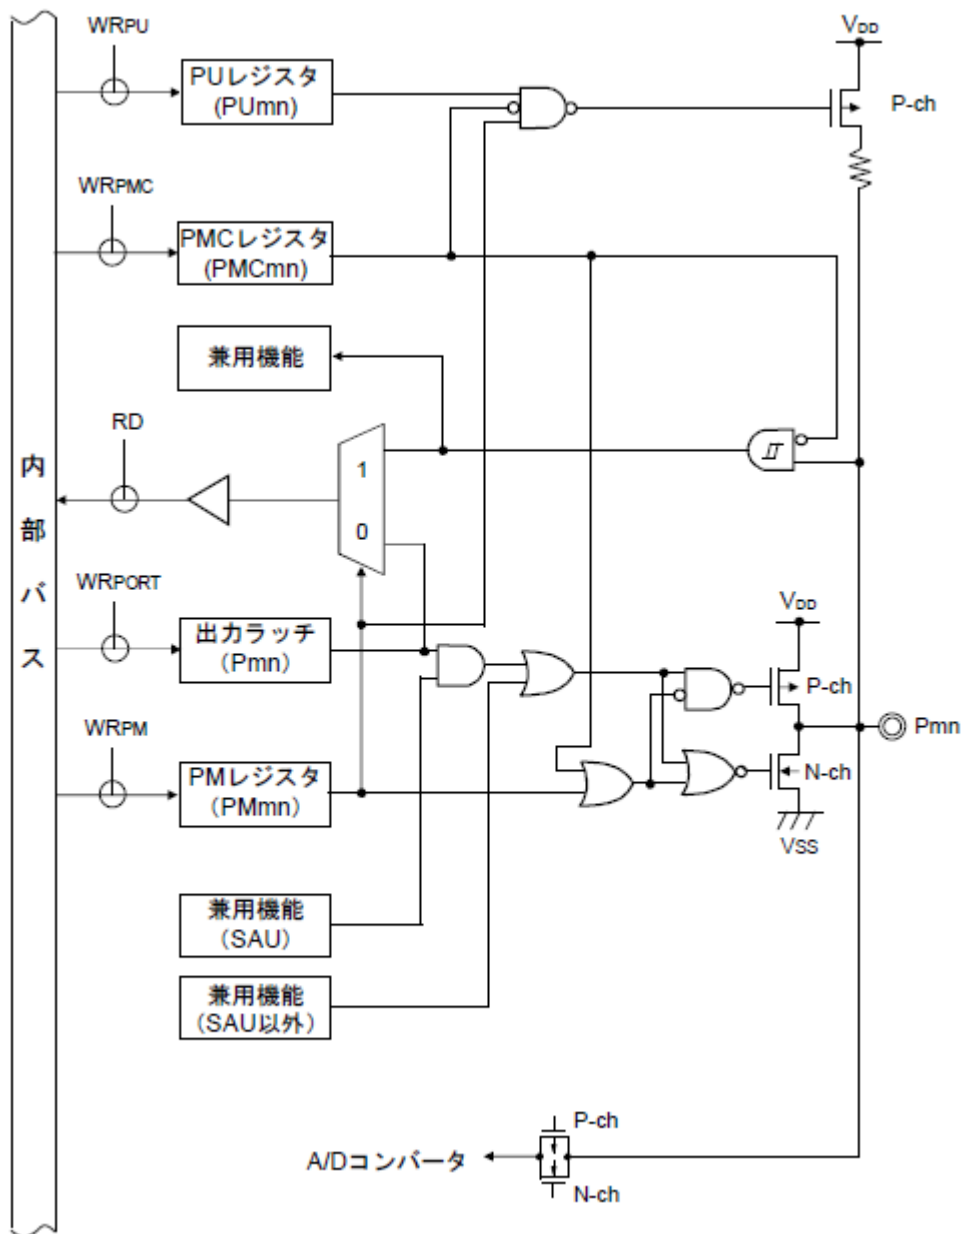 WRPU
PUレジスタ
(PUmn)
VDD
P-ch
WRPMC
PMCレジスタ
(PMCmn)
兼用機能
RD
1
0
内部バス
WRPORT
出力ラッチ
(Pmn)
VDD
P-ch
Pmn
N-ch
VSS
WRPM
PMレジスタ
(PMmn)
兼用機能
(SAU)
兼用機能
(SAU以外)
P-ch
A/Dコンバータ
N-ch